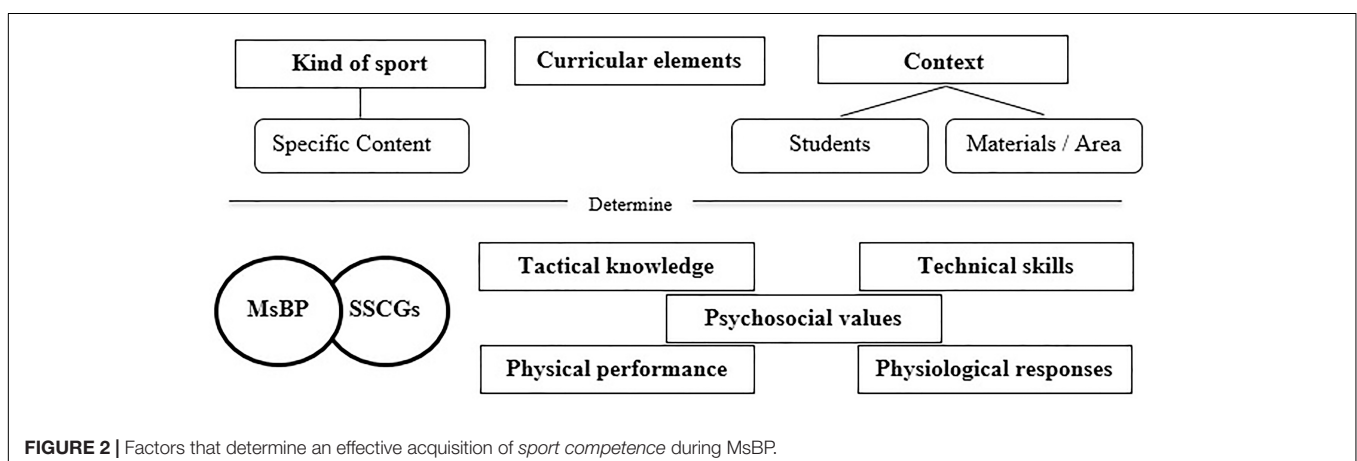 Kind of sport
Curricular elements
Context
Specific Content
Students
Materials / Area
Determine
Tactical knowledge
Technical skills
MsBP
SSCGs
Psychosocial values
Physical performance
Physiological responses
FIGURE 2 | Factors that determine an effective acquisition of sport competence during MsBP.